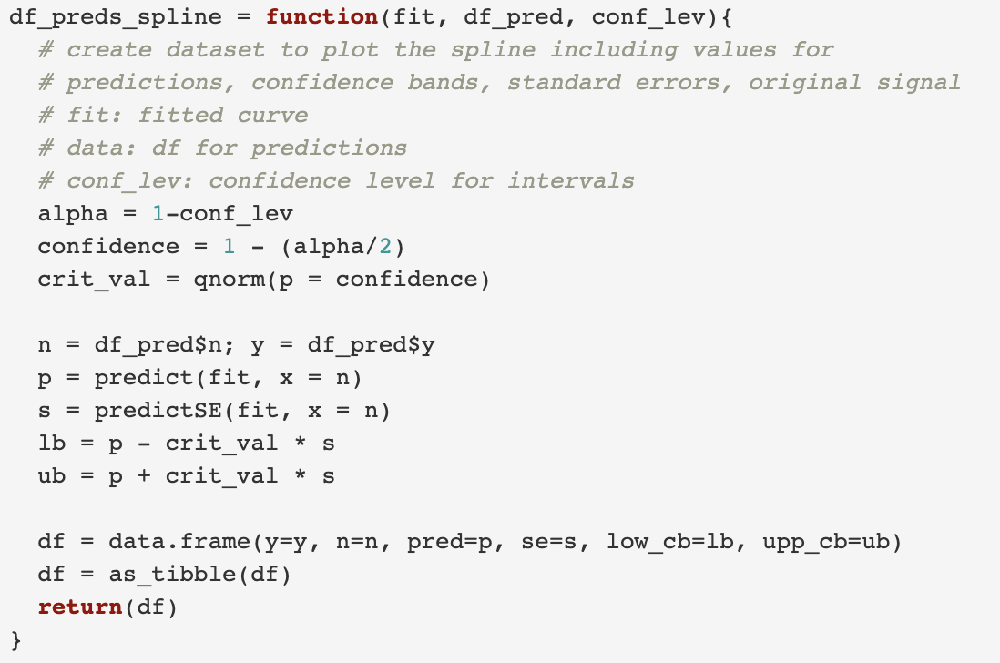 df_preds_spline = function(fit, df_pred, conf_lev){
  # create dataset to plot the spline including values for
  # predictions, confidence bands, standard errors, original signal
  # fit: fitted curve
  # data: df for predictions
  # conf_lev: confidence level for intervals
  alpha = 1-conf_lev
  confidence = 1 - (alpha/2)
  crit_val = qnorm(p = confidence)

  n = df_pred$n; y = df_pred$y
  p = predict(fit, x = n)
  s = predictSE(fit, x = n)
  lb = p - crit_val * s
  ub = p + crit_val * s

  df = data.frame(y=y, n=n, pred=p, se=s, low_cb=lb, upp_cb=ub)
  df = as_tibble(df)
  return(df)
}